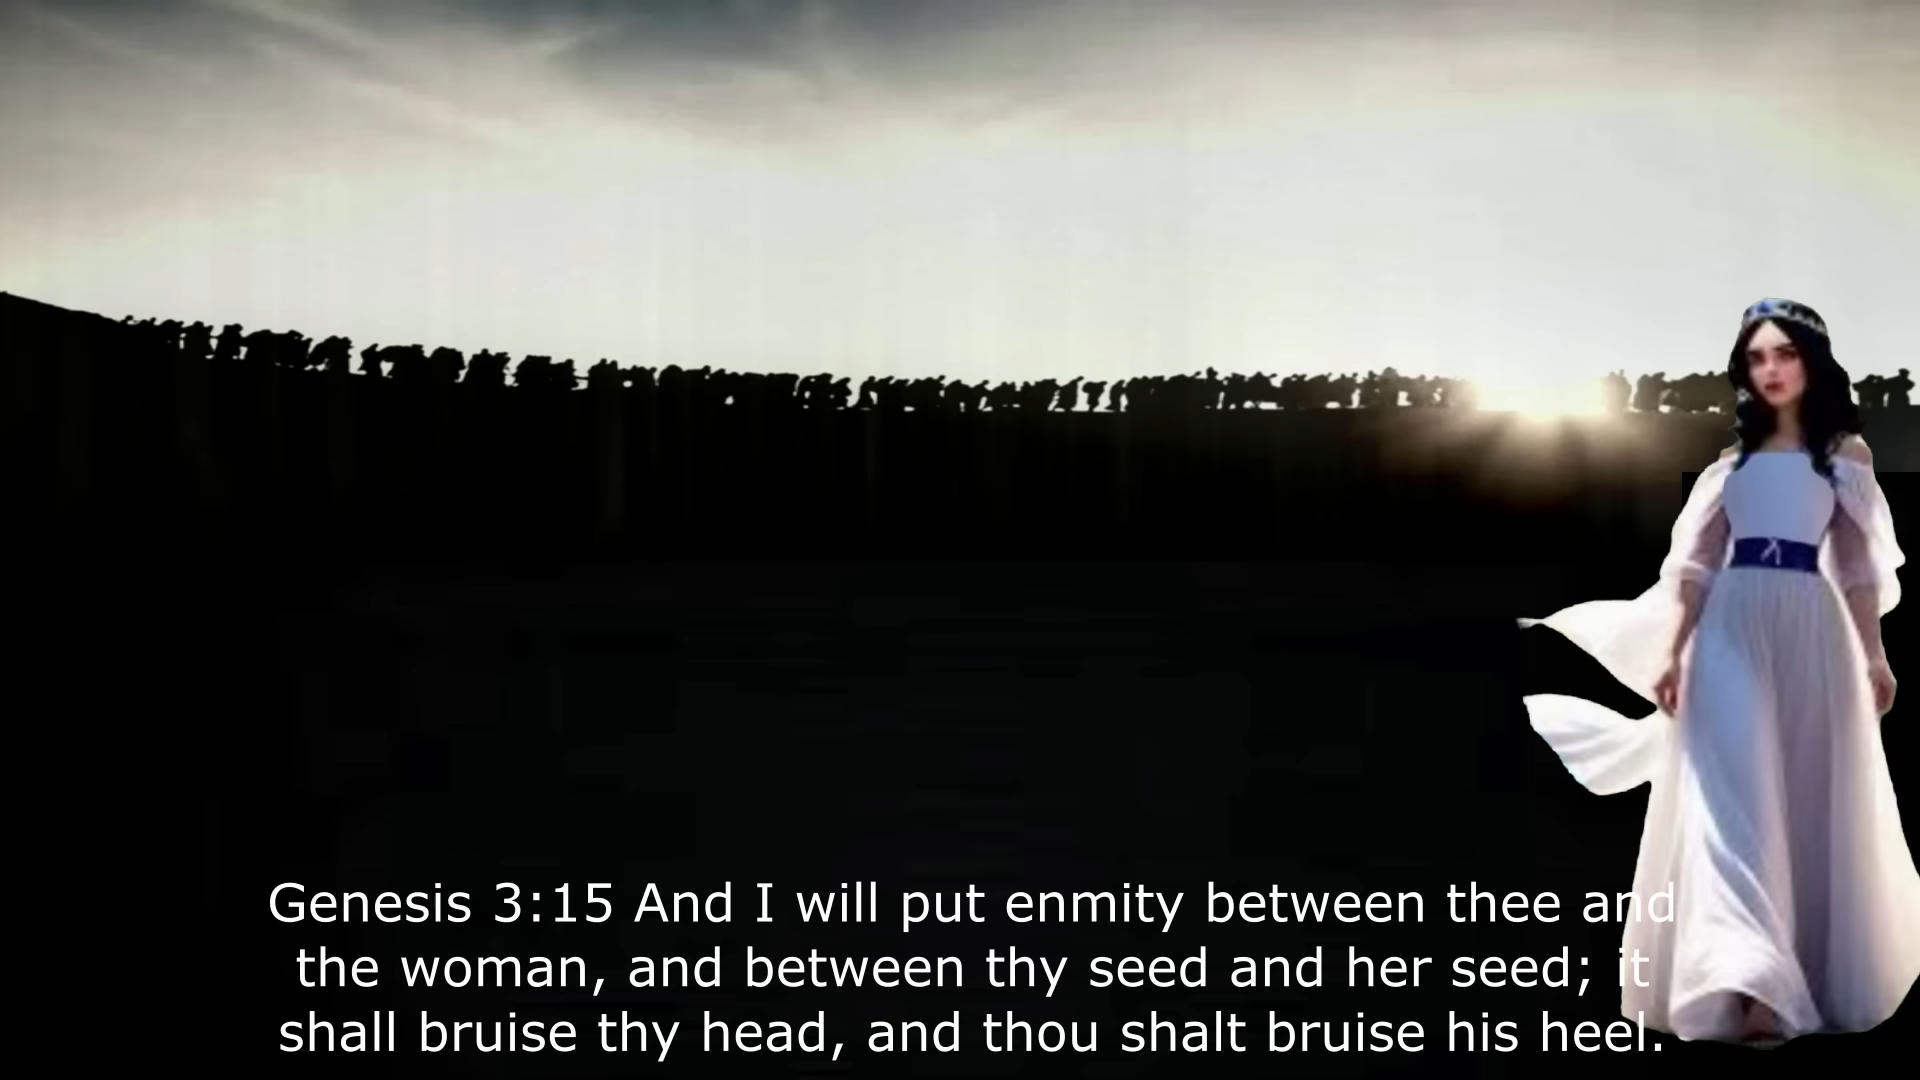 Genesis 3:15 And I will put enmity between thee and
the woman, and between thy seed and her seed; it
shall bruise thy head, and thou shalt bruise his heel.